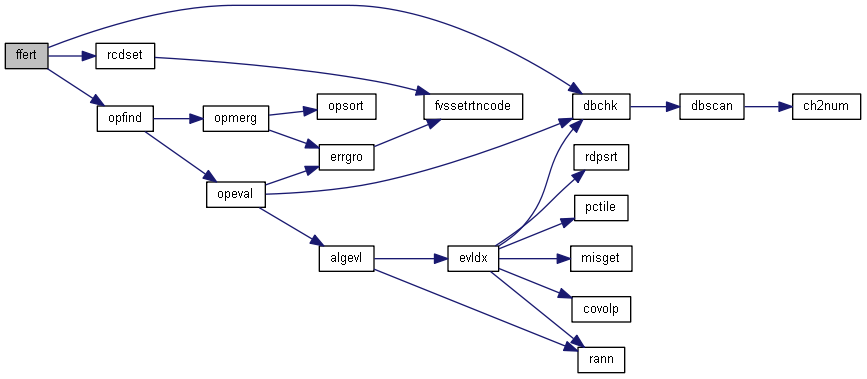 ffert
rcdset
opfind
opmerg
opsort
fvssetrtncode
dbchk
dbscan
ch2num
errgro
rdpsrt
opeval
pctile
algevl
evldx
misget
covolp
rann